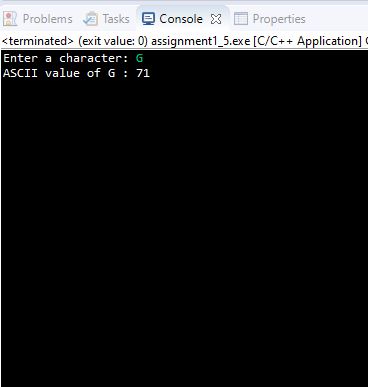 Problems Tasks Console Properties
<terminated> (exit value: 0) assignment1_5.exe [C/C++ Application]
Enter a character: G
ASCII value of G : 71